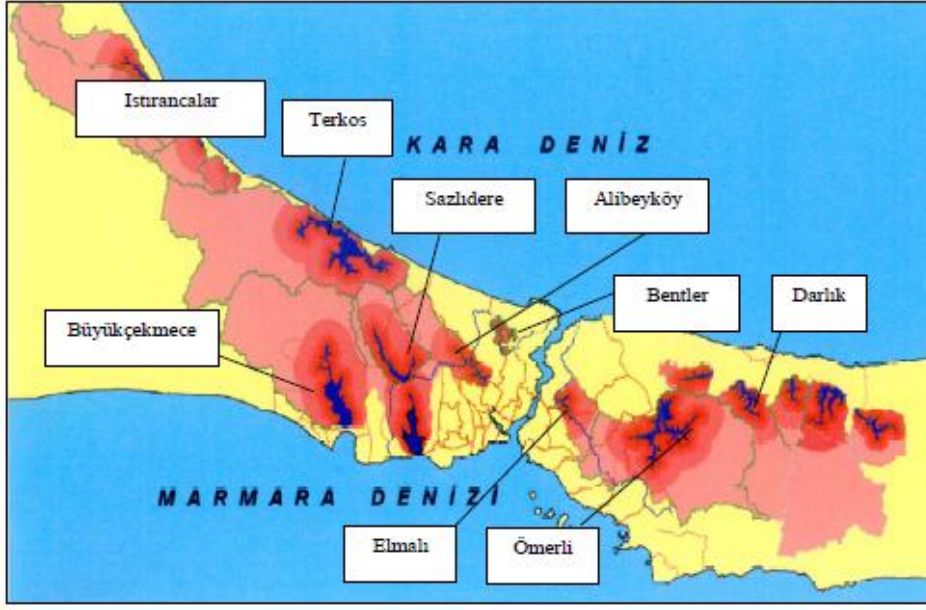 Istırancalar
Terkos
KARA DENİZ
Sazlıdere
Alibeyköy
Bentler
Darlık
Büyükçekmece
MARMARA DENİZİ
Elmalı
Ömerli